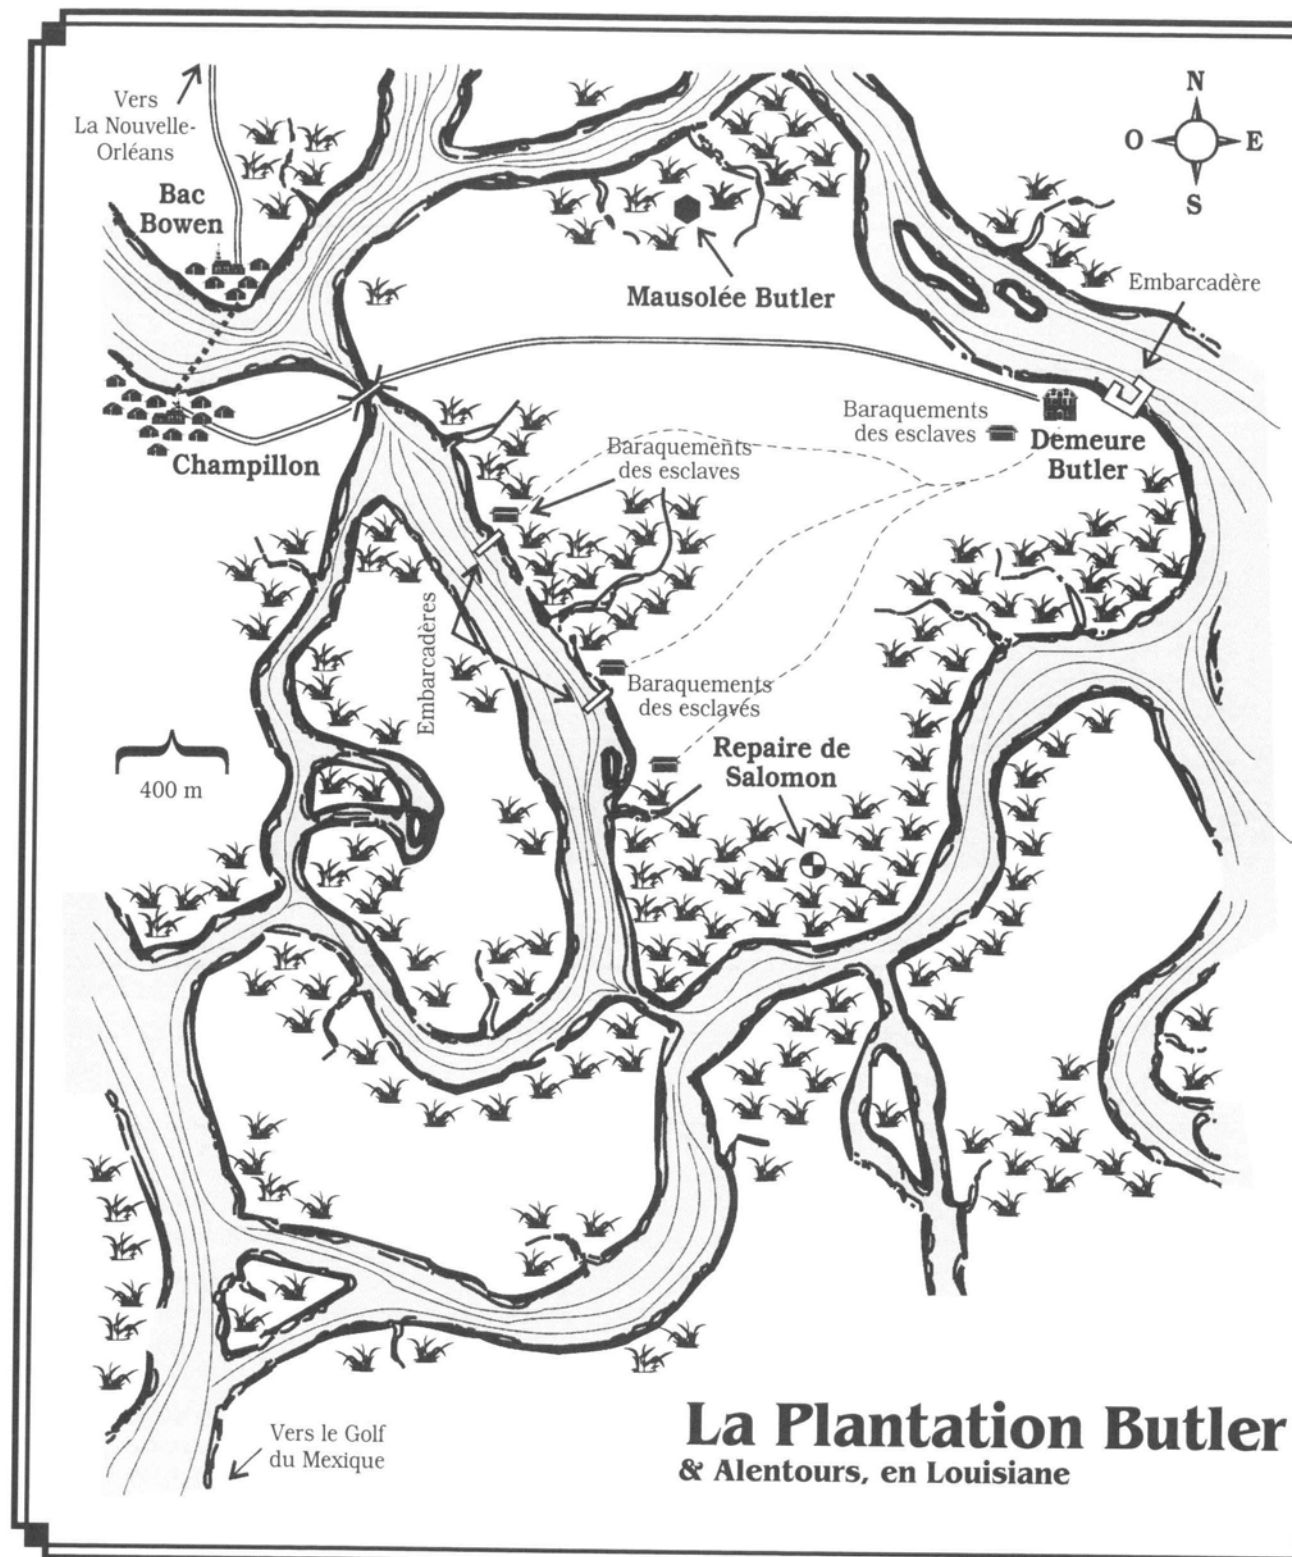 Vers
La Nouvelle-
Orléans
Bac
Bowen
N
O
E
S
Mausolée Butler
Embarcadère
Baraquements
des esclaves
Demeure
Butler
Baraquements
des esclaves
Champillon
Embarcadères
Baraquements
des esclavés
Repaire de
Salomon
400 m
Vers le Golf
du Mexique
La Plantation Butler
& Alentours, en Louisiane